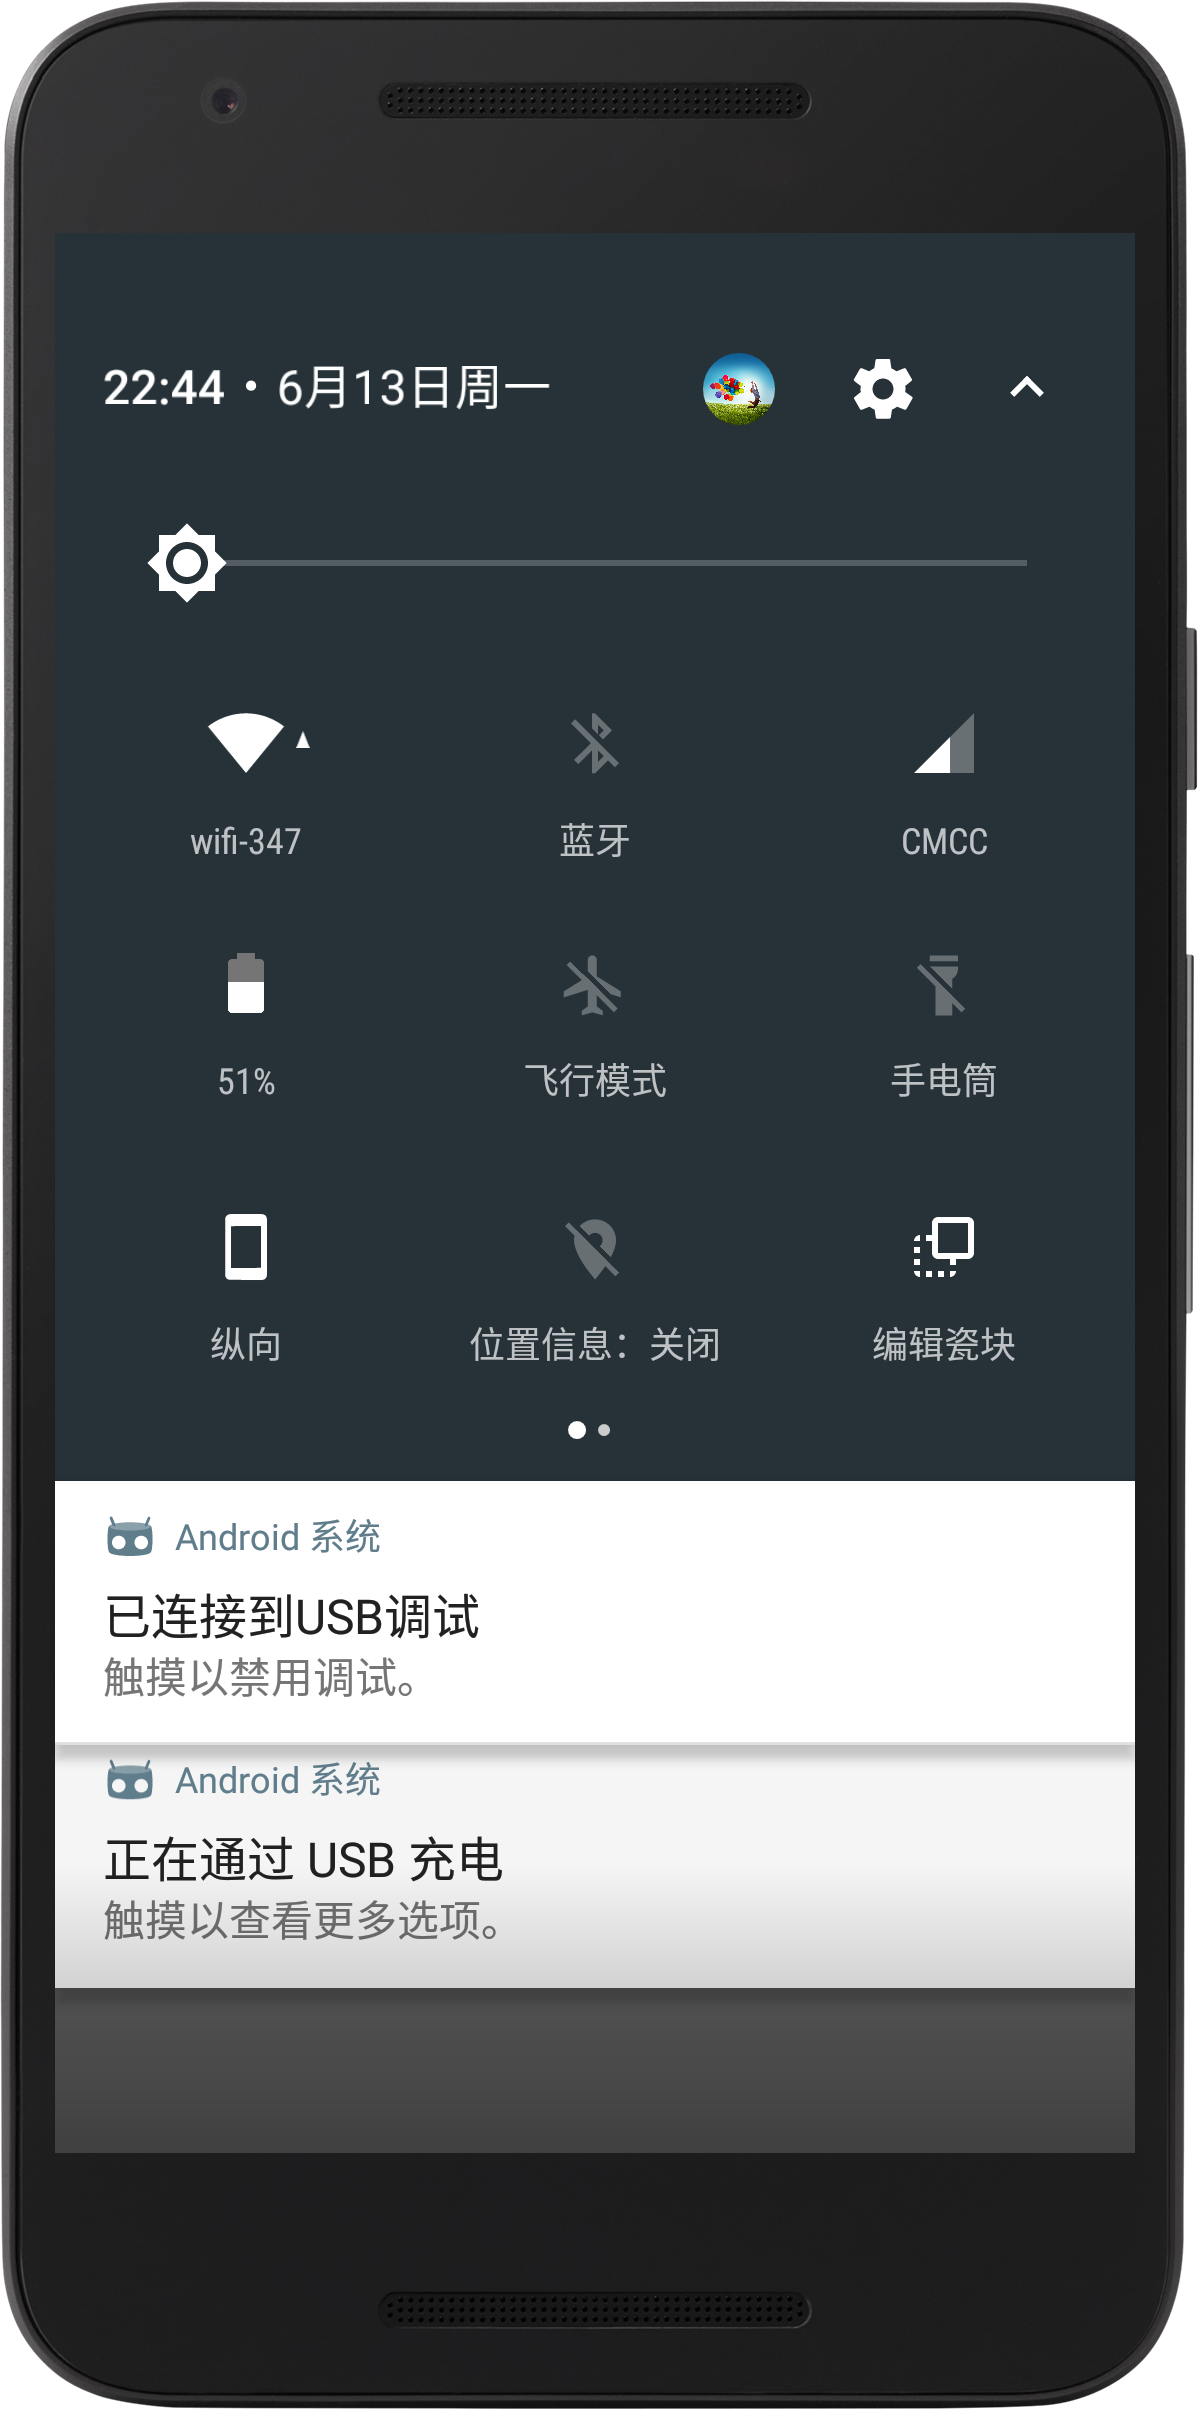 22:44 • 6月13日周一
wifi-347
蓝牙
CMCC
51%
飞行模式
手电筒
纵向
位置信息：关闭
编辑瓷块
Android 系统
已连接到USB调试
触摸以禁用调试。
Android 系统
正在通过 USB 充电
触摸以查看更多选项。